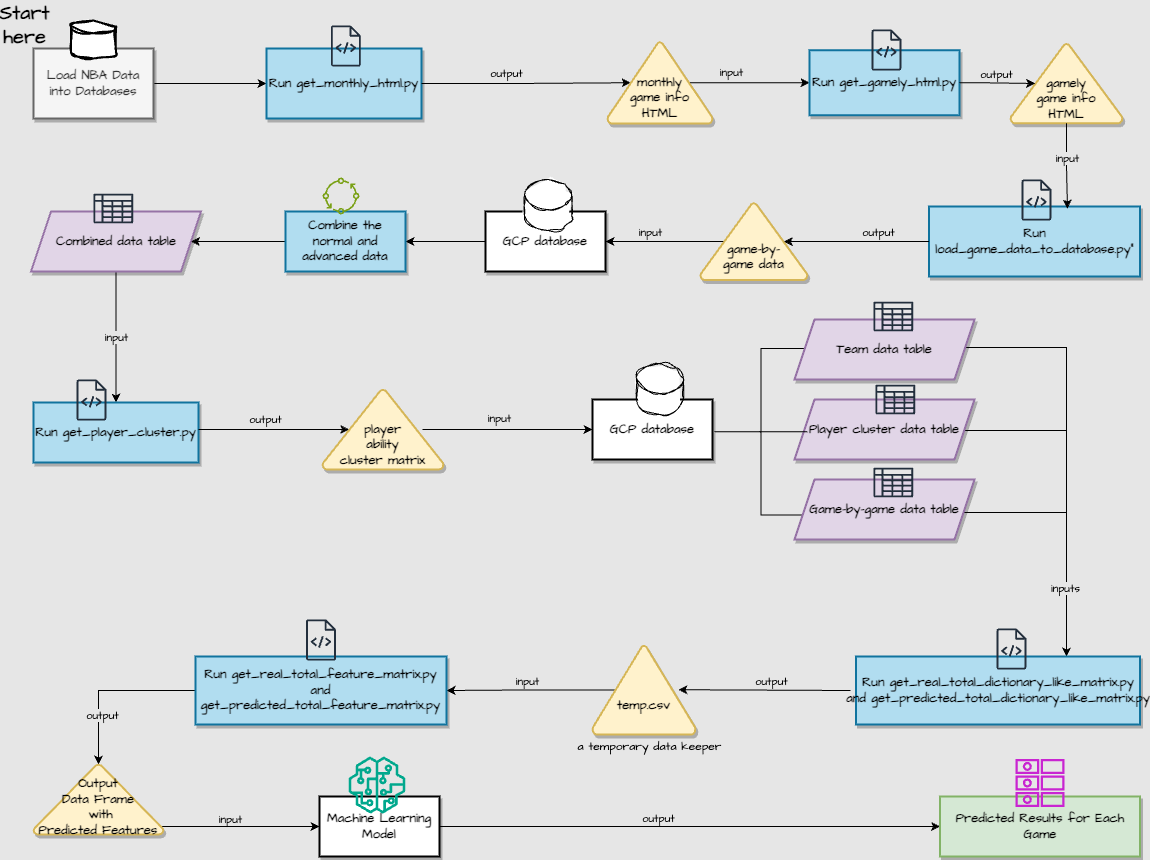 Start
here
Load NBA Data
into Databases
Run get_monthly_html.py
output
monthly
game info
HTML
input
Run get_gamely_html.py
output
gamely
game info
HTML
input
Run
load_game_data_to_database.py"
output
game-by-
game data
input
GCP database
Combine the
normal and
advanced data
Combined data table
input
Run get_player_cluster.py
output
player
ability
cluster matrix
input
GCP database
Team data table
Player cluster data table
Game-by-game data table
inputs
Run get_real_total_dictionary_like_matrix.py
and get_predicted_total_dictionary_like_matrix.py
output
temp.csv
a temporary data keeper
input
Run get_real_total_feature_matrix.py
and
get_predicted_total_feature_matrix.py
output
Output
Data Frame
with
Predicted Features
input
Machine Learning
Model
output
Predicted Results for Each
Game